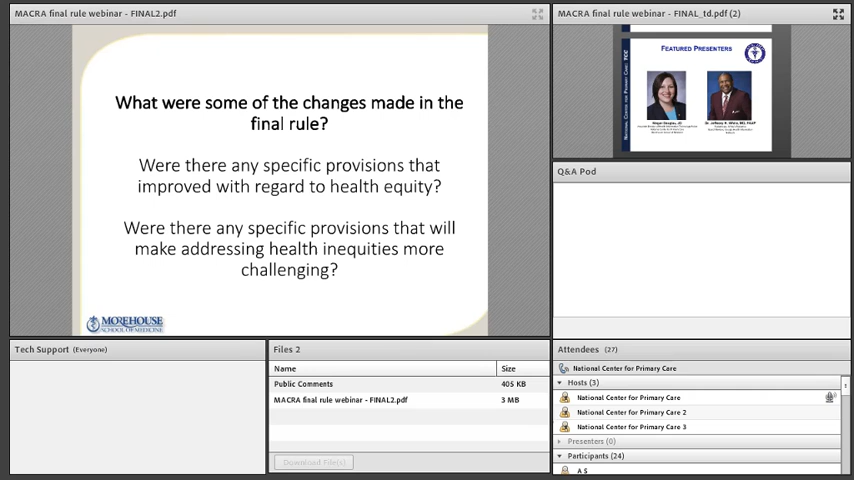 MACRA final rule webinar - FINAL2.pdf
What were some of the changes made in the
final rule?
Were there any specific provisions that
improved with regard to health equity?
Were there any specific provisions that will
make addressing health inequities more
challenging?
MOREHOUSE
SCHOOL OF MEDICINE
MACRA final rule webinar - FINAL_td.pdf (2)
FEATURED PRESENTERS
Q&A Pod
Tech Support (Everyone)
Files 2
Name Size
Public Comments 405 KB
MACRA final rule webinar - FINAL2.pdf 3 MB
Download File(s)
Attendees (27)
National Center for Primary Care
Hosts (3)
National Center for Primary Care
National Center for Primary Care 2
National Center for Primary Care 3
Presenters (0)
Participants (24)
A S